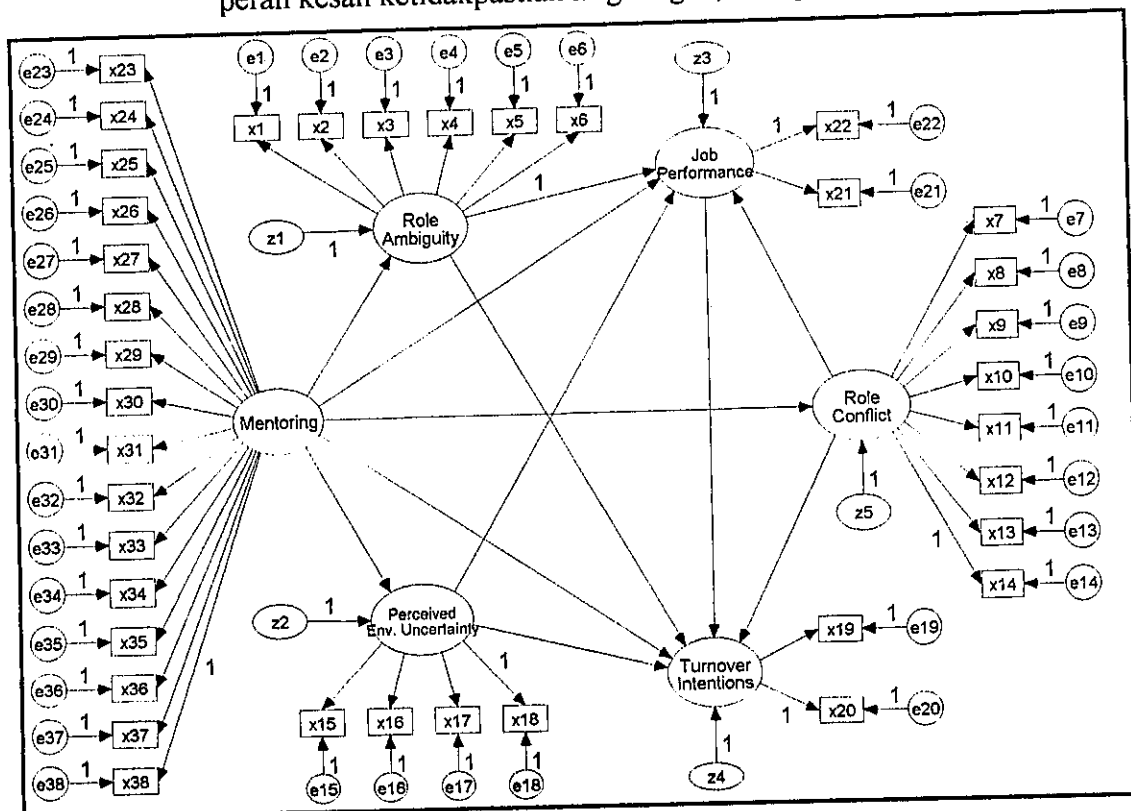 peran kesan ketidakpastian
e23 1 x23
e24 1 x24
e25 1 x25
e26 1 x26
e27 1 x27
e28 1 x28
e29 1 x29
e30 1 x30
e31 1 x31
e32 1 x32
e33 1 x33
e34 1 x34
e35 1 x35
e36 1 x36
e37 1 x37
e38 1 x38
1
Mentoring
e1 e2 e3 e4 e5 e6
1 1 1 1 1 1
x1 x2 x3 x4 x5 x6
Role
Ambiguity
z1 1
1
z3
1
Job
Performance
1 x22 1 e22
x21 1 e21
x7 1 e7
x8 1 e8
x9 1 e9
x10 1 e10
x11 1 e11
x12 1 e12
x13 1 e13
1 x14 1 e14
Role
Conflict
1
z5
z2 1
Perceived
Env. Uncertainty
1
x15 x16 x17 x18
1 1 1 1
e15 e16 e17 e18
Turnover
Intentions
x19 1 e19
1 x20 1 e20
1
z4